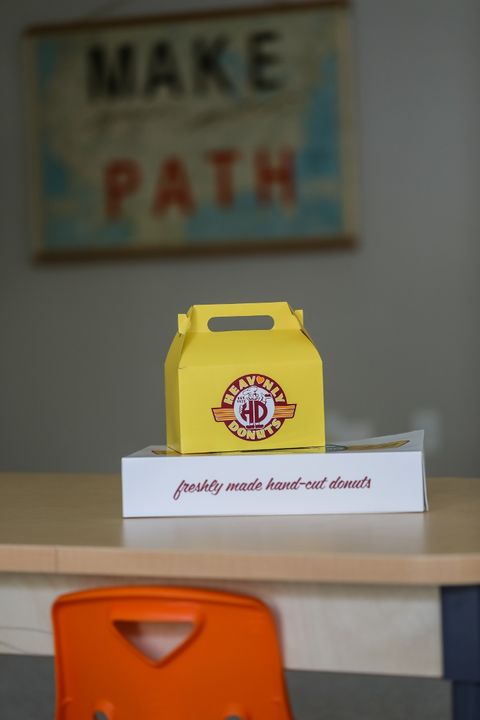 MAKE
PATH
HEAVENLY
HD
DONUTS
freshly made hand-cut donuts